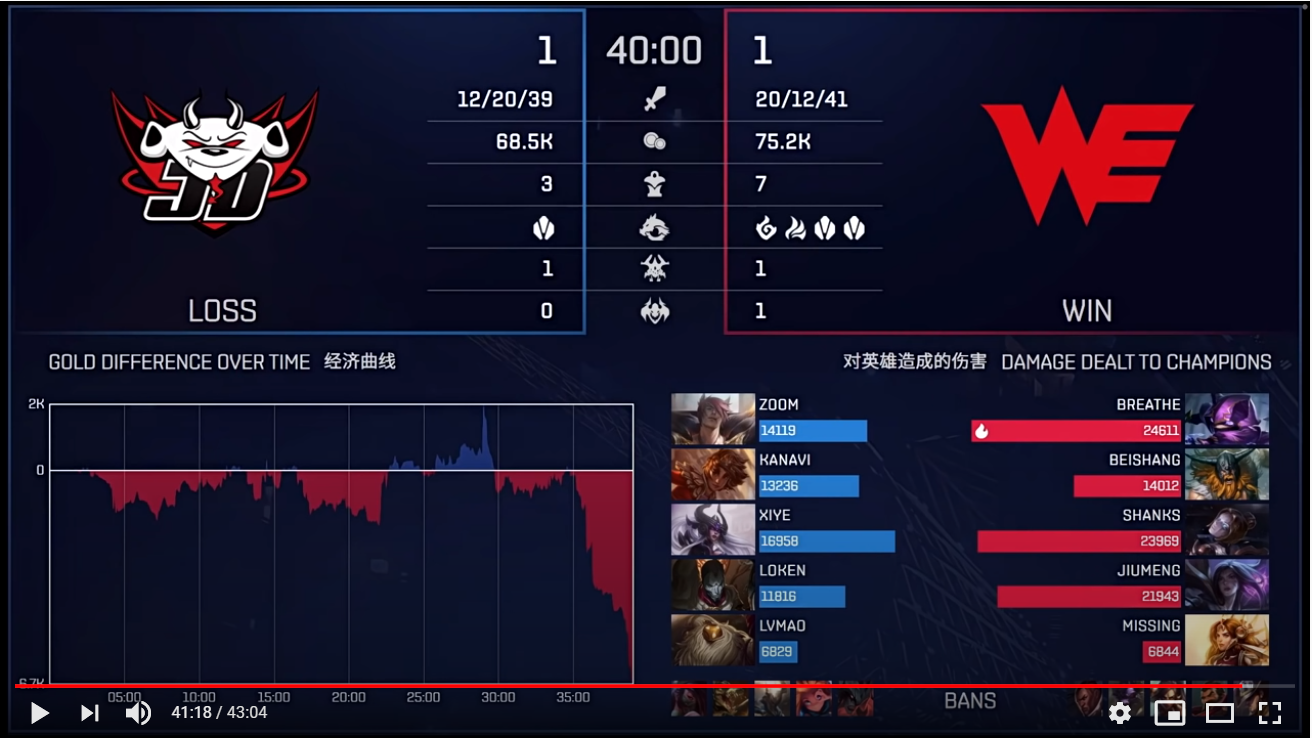 1 40:00 1
12/20/39 20/12/41
68.5K 75.2K
3 7
1 1
0 1
JD
WE
LOSS WIN
GOLD DIFFERENCE OVER TIME 经济曲线
对英雄造成的伤害 DAMAGE DEALT TO CHAMPIONS
2K
0
05:00 10:00 15:00 20:00 25:00 30:00 35:00
ZOOM BREATHE
14119 24611
KANAVI BEISHANG
13236 14012
XIYE SHANKS
16958 23969
LOKEN JIUMENG
11816 21943
LVMAO MISSING
6829 6844
BANS
41:18 / 43:04